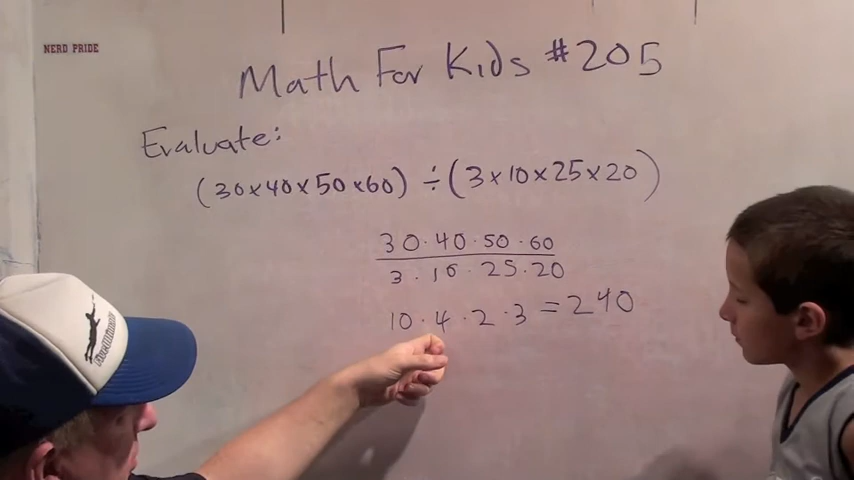 NERD PRIDE
Math For Kids #205
Evaluate:
(30×40×50×60) ÷ (3×10×25×20)
30·40·50·60
3·10·25·20
10·4·2·3 = 240